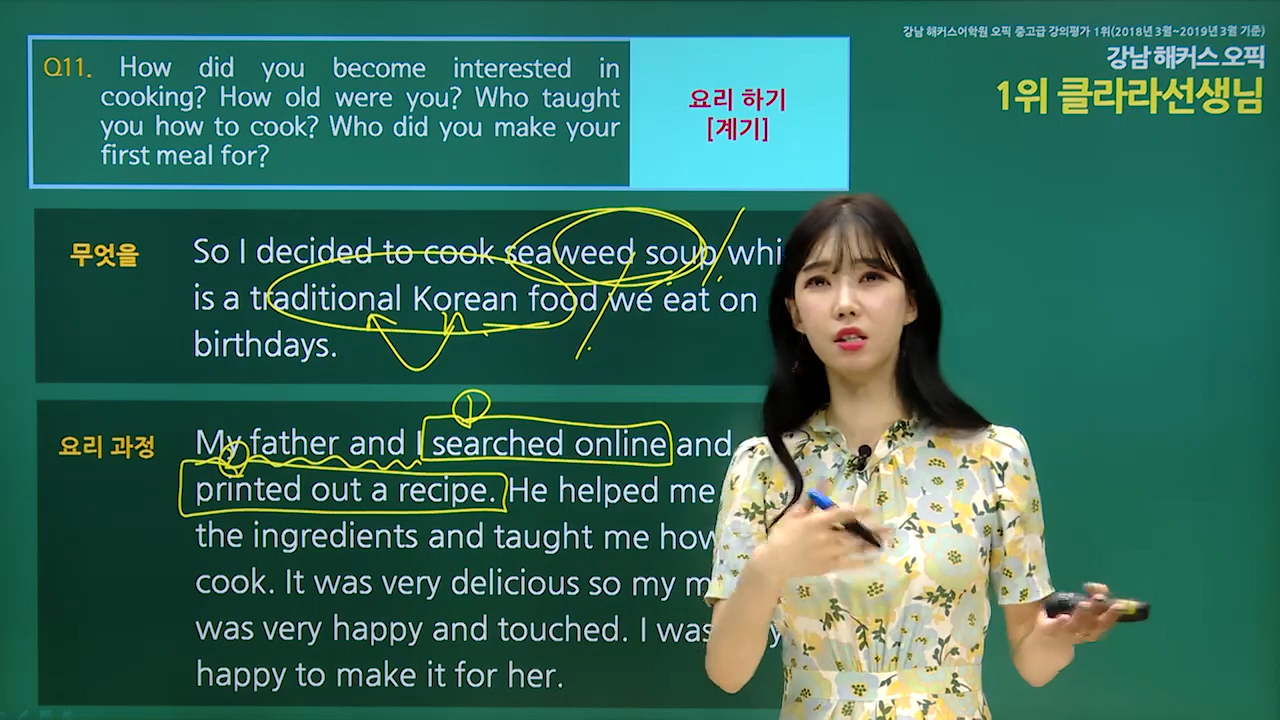 강남 해커스어학원 오픽 중고급 강의평가 1위(2018년 3월~2019년 3월 기준)
강남 해커스 오픽
1위 클라라선생님
Q11. How did you become interested in
cooking? How old were you? Who taught
you how to cook? Who did you make your
first meal for?
요리 하기
[계기]
무엇을
So I decided to cook seaweed soup
is a traditional Korean food we eat on
birthdays.
요리 과정
My father and I searched online and
printed out a recipe. He helped me
the ingredients and taught me how
cook. It was very delicious so my
was very happy and touched. I was
happy to make it for her.
1
2